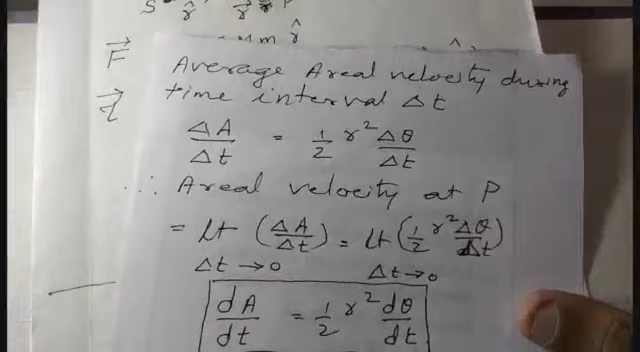 S r̂, r⃗ P
mm r̂
F⃗
Average Areal velocity during
time interval Δt
ΔA/Δt = 1/2 r² Δθ/Δt
∴ Areal velocity at P
= lt (ΔA/Δt) = lt (1/2 r² Δθ/Δt)
Δt→0 Δt→0
dA/dt = 1/2 r² dθ/dt